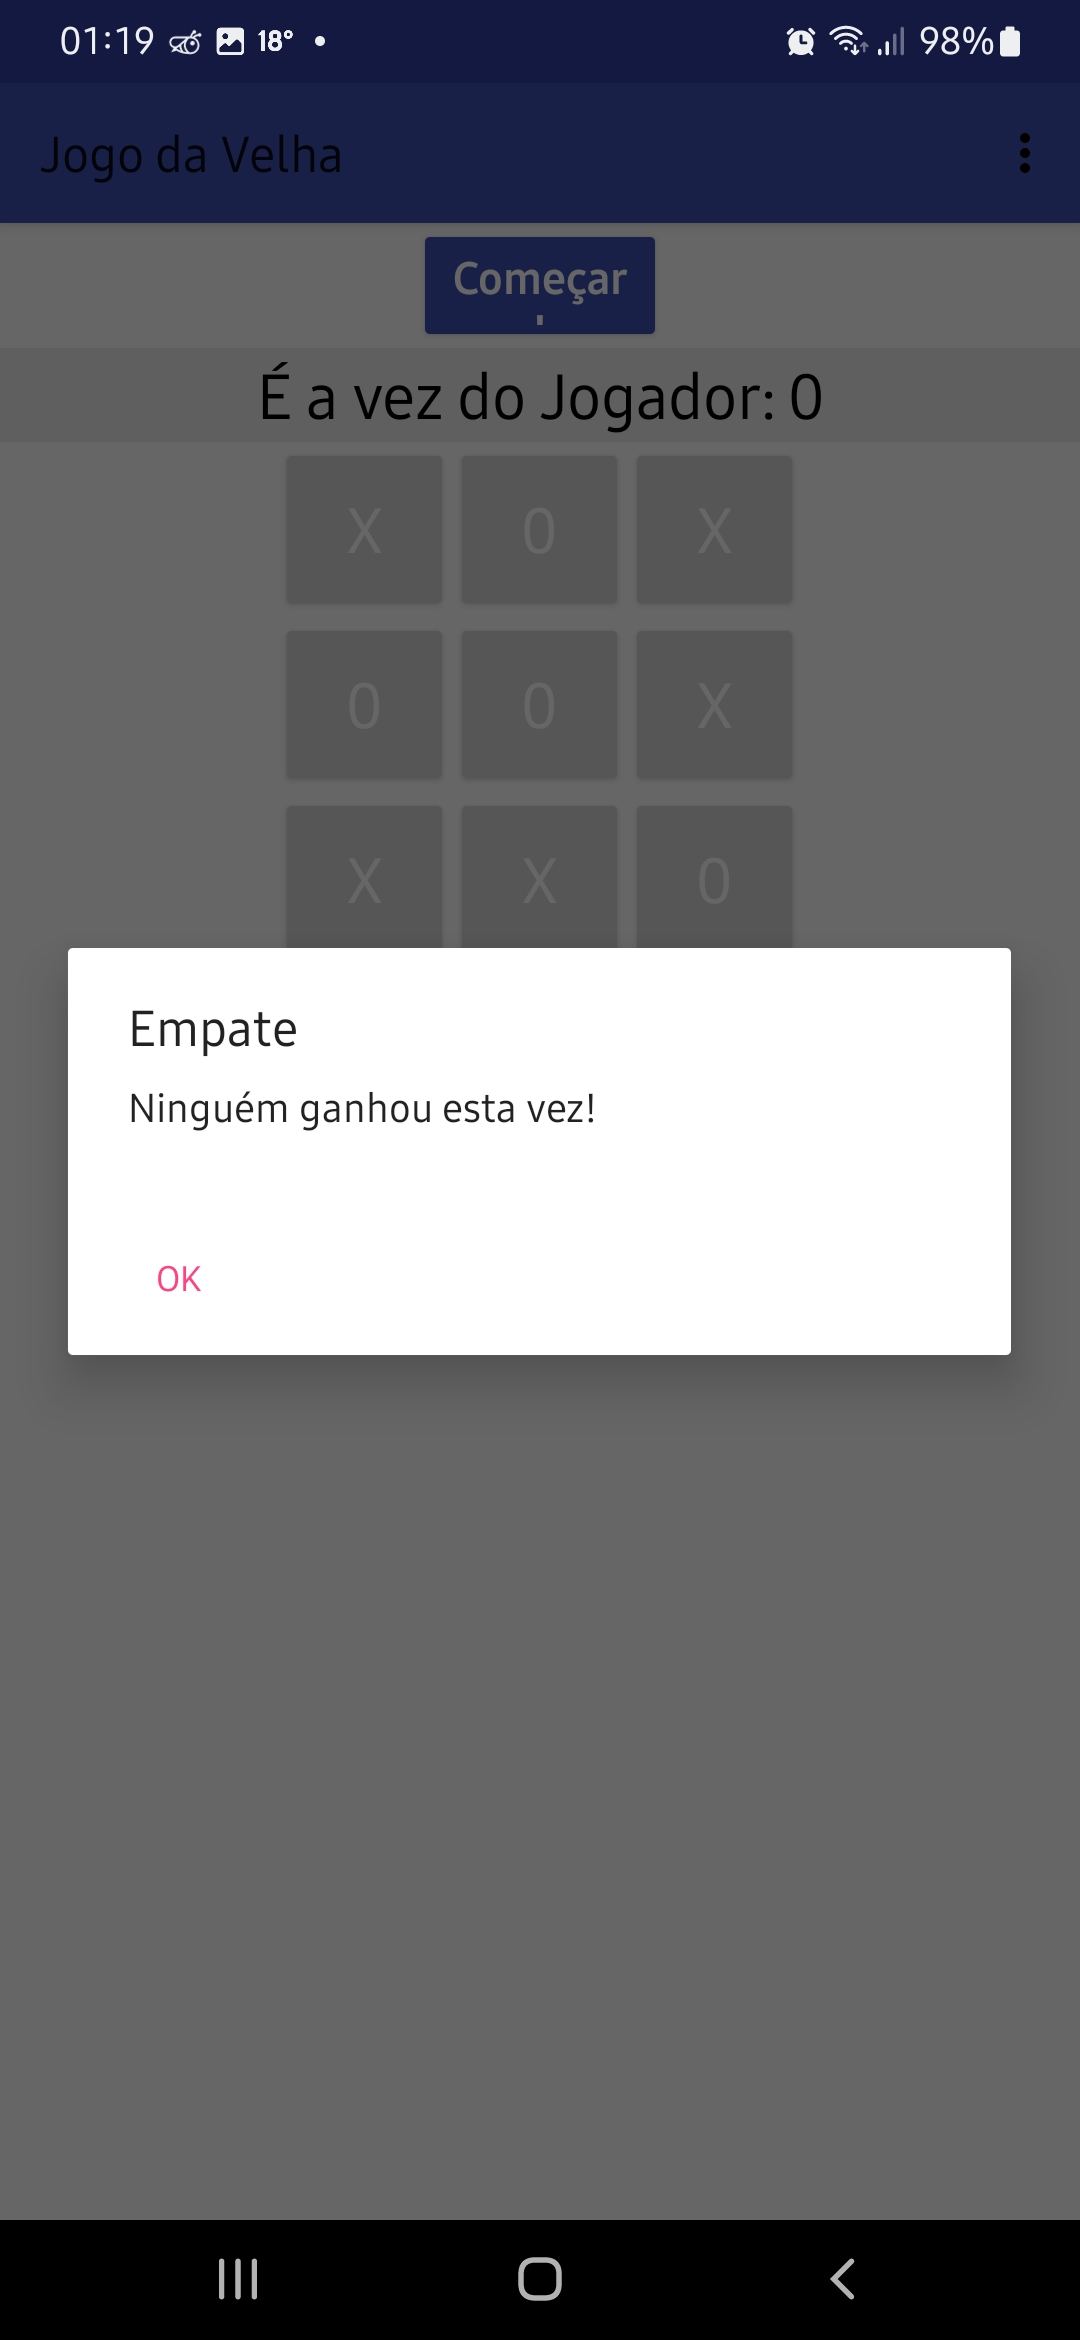 01:19 18° 98%
Jogo da Velha
Começar
É a vez do Jogador: 0
X 0 X
0 0 X
X X 0
Empate
Ninguém ganhou esta vez!
OK